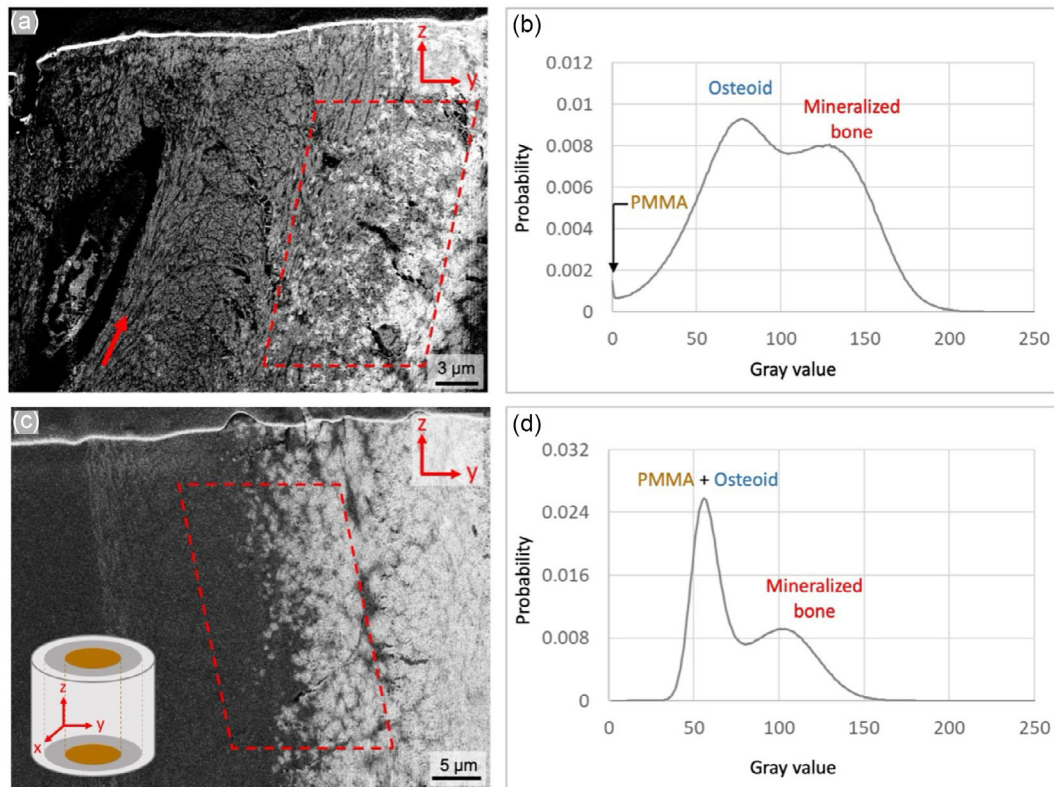 (a)
z
y
3 µm
(b)
0.012
0.01
0.008
0.006
0.004
0.002
0
Probability
Osteoid
Mineralized
bone
PMMA
0 50 100 150 200 250
Gray value
(c)
z
y
z
y
x
5 µm
(d)
0.032
0.024
0.016
0.008
0
Probability
PMMA + Osteoid
Mineralized
bone
0 50 100 150 200 250
Gray value